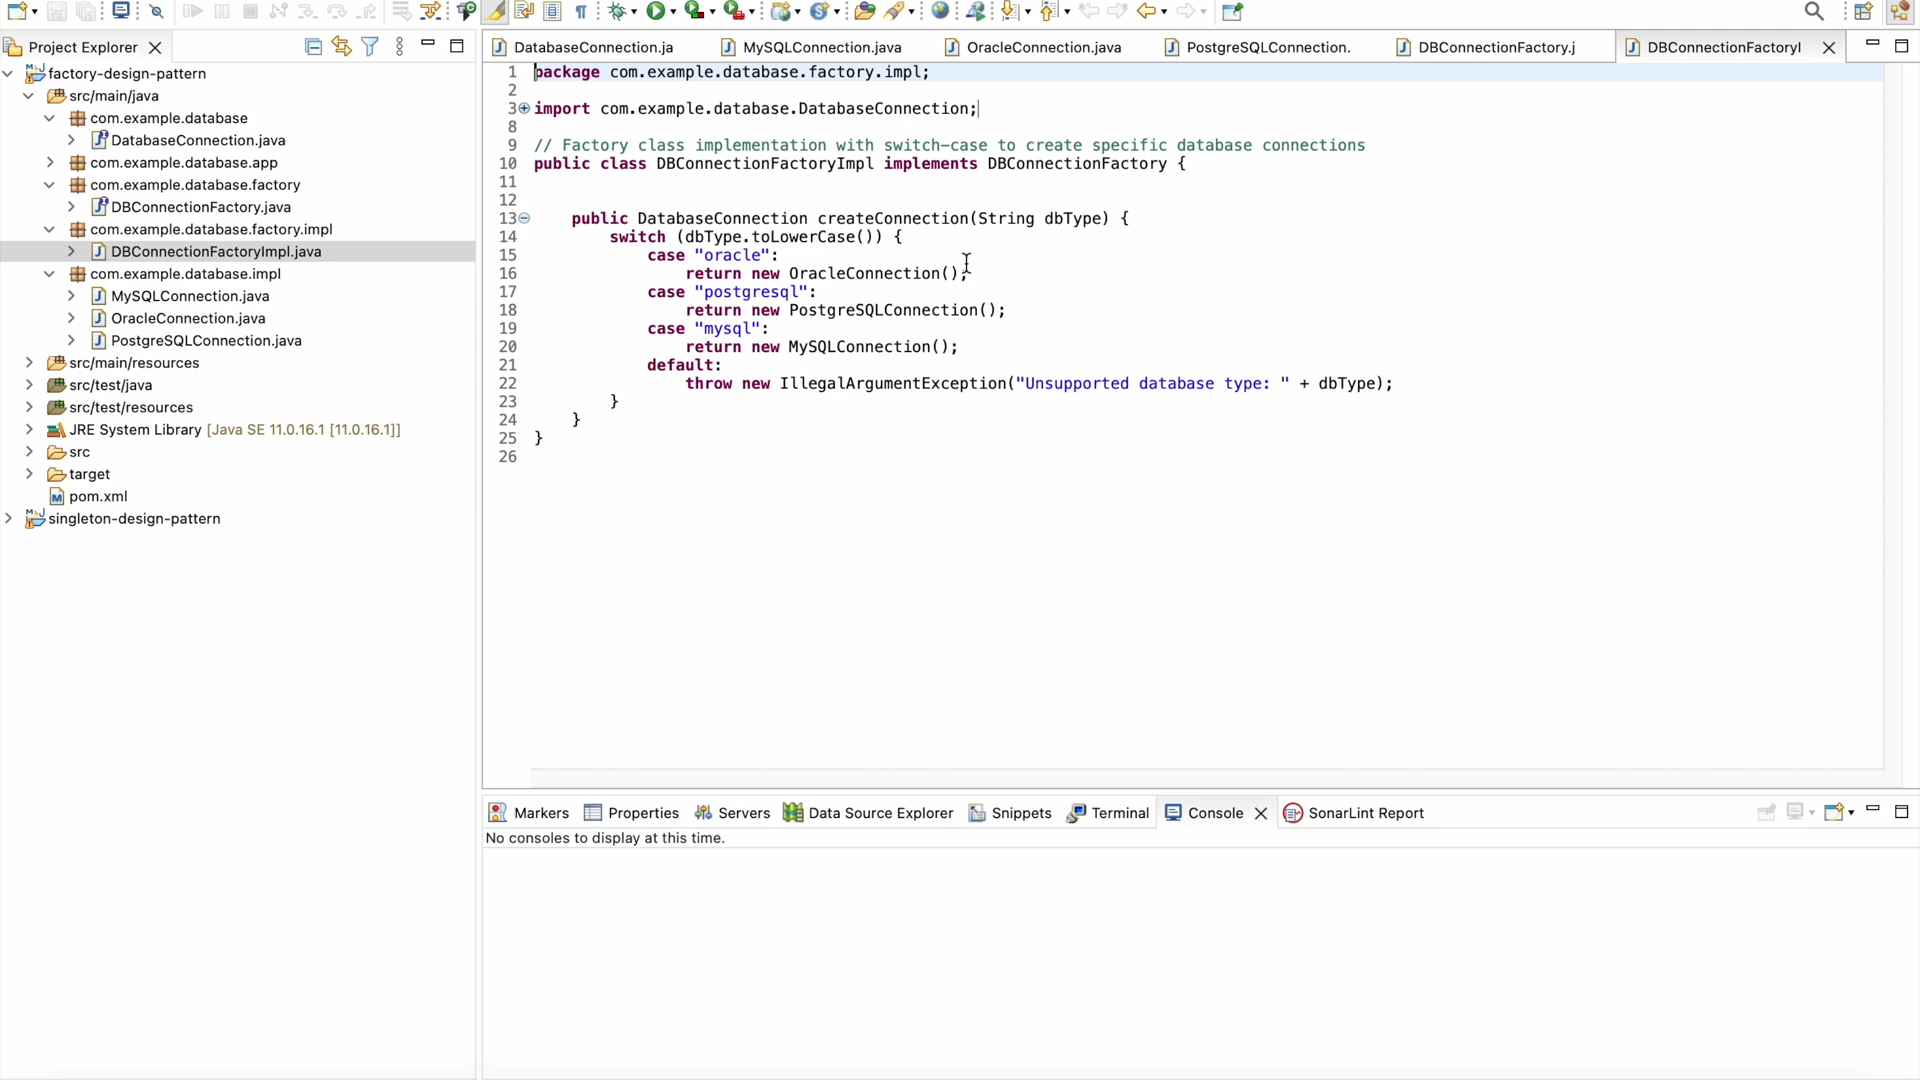 Project Explorer
factory-design-pattern
src/main/java
com.example.database
DatabaseConnection.java
com.example.database.app
com.example.database.factory
DBConnectionFactory.java
com.example.database.factory.impl
DBConnectionFactoryImpl.java
com.example.database.impl
MySQLConnection.java
OracleConnection.java
PostgreSQLConnection.java
src/main/resources
src/test/java
src/test/resources
JRE System Library [Java SE 11.0.16.1 [11.0.16.1]]
src
target
pom.xml
singleton-design-pattern
DatabaseConnection.ja MySQLConnection.java OracleConnection.java PostgreSQLConnection. DBConnectionFactory.j DBConnectionFactoryI
1 package com.example.database.factory.impl;
2
3 import com.example.database.DatabaseConnection;
8
9 // Factory class implementation with switch-case to create specific database connections
10 public class DBConnectionFactoryImpl implements DBConnectionFactory {
11
12
13 public DatabaseConnection createConnection(String dbType) {
14 switch (dbType.toLowerCase()) {
15 case "oracle":
16 return new OracleConnection();
17 case "postgresql":
18 return new PostgreSQLConnection();
19 case "mysql":
20 return new MySQLConnection();
21 default:
22 throw new IllegalArgumentException("Unsupported database type: " + dbType);
23 }
24 }
25 }
26
Markers Properties Servers Data Source Explorer Snippets Terminal Console SonarLint Report
No consoles to display at this time.